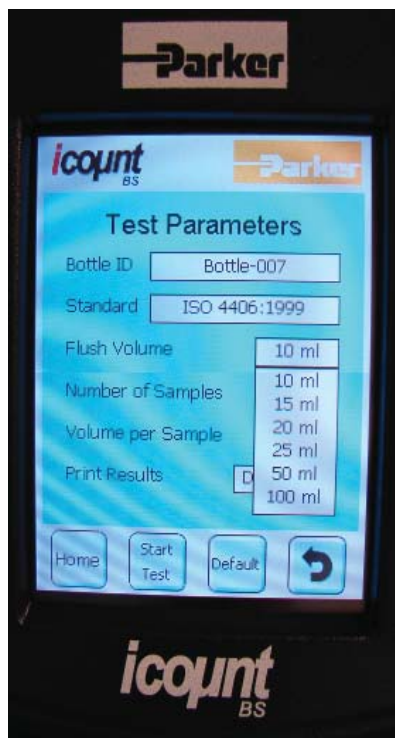 Parker
icount
BS
Parker
Test Parameters
Bottle ID Bottle-007
Standard ISO 4406:1999
Flush Volume 10 ml
10 ml
15 ml
Number of Samples 20 ml
25 ml
Volume per Sample
50 ml
Print Results D
100 ml
Home Start Test Default
icount
BS